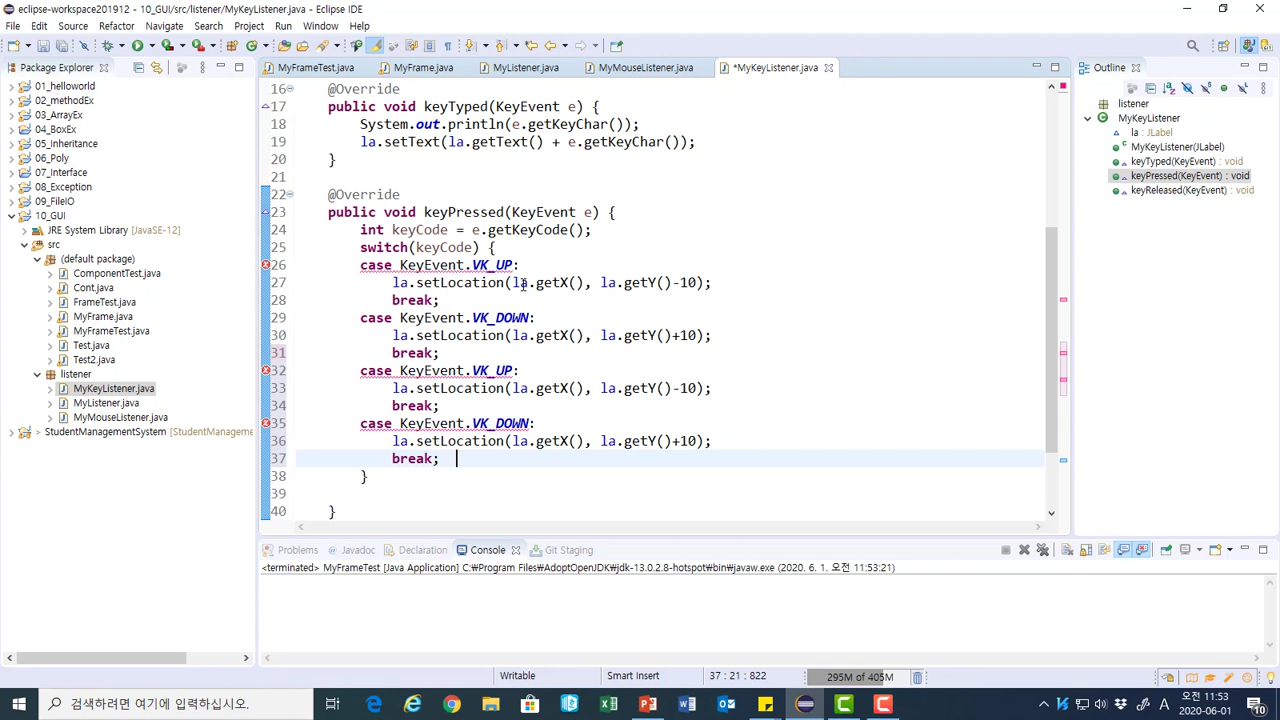 eclipse-workspace201912 - 10_GUI/src/listener/MyKeyListener.java - Eclipse IDE
File Edit Source Refactor Navigate Search Project Run Window Help
Package Explorer
MyFrameTest.java
MyFrame.java
MyListener.java
MyMouseListener.java
*MyKeyListener.java
Outline
01_helloworld
02_methodEx
03_ArrayEx
04_BoxEx
05_Inheritance
06_Poly
07_Interface
08_Exception
09_FileIO
10_GUI
JRE System Library [JavaSE-12]
src
(default package)
ComponentTest.java
Cont.java
FrameTest.java
MyFrame.java
MyFrameTest.java
Test.java
Test2.java
listener
MyKeyListener.java
MyListener.java
MyMouseListener.java
StudentManagementSystem [StudentManageme
16 @Override
17 public void keyTyped(KeyEvent e) {
18 System.out.println(e.getKeyChar());
19 la.setText(la.getText() + e.getKeyChar());
20 }
21
22 @Override
23 public void keyPressed(KeyEvent e) {
24 int keyCode = e.getKeyCode();
25 switch(keyCode) {
26 case KeyEvent.VK_UP:
27 la.setLocation(la.getX(), la.getY()-10);
28 break;
29 case KeyEvent.VK_DOWN:
30 la.setLocation(la.getX(), la.getY()+10);
31 break;
32 case KeyEvent.VK_UP:
33 la.setLocation(la.getX(), la.getY()-10);
34 break;
35 case KeyEvent.VK_DOWN:
36 la.setLocation(la.getX(), la.getY()+10);
37 break;
38 }
39
40 }
listener
MyKeyListener
la : JLabel
MyKeyListener(JLabel)
keyTyped(KeyEvent) : void
keyPressed(KeyEvent) : void
keyReleased(KeyEvent) : void
Problems Javadoc Declaration Console Git Staging
<terminated> MyFrameTest [Java Application] C:₩Program Files₩AdoptOpenJDK₩jdk-13.0.2.8-hotspot₩bin₩javaw.exe (2020. 6. 1. 오전 11:53:21)
Writable Smart Insert 37 : 21 : 822 295M of 405M
검색하려면 여기에 입력하십시오.
A
오전 11:53
2020-06-01
10